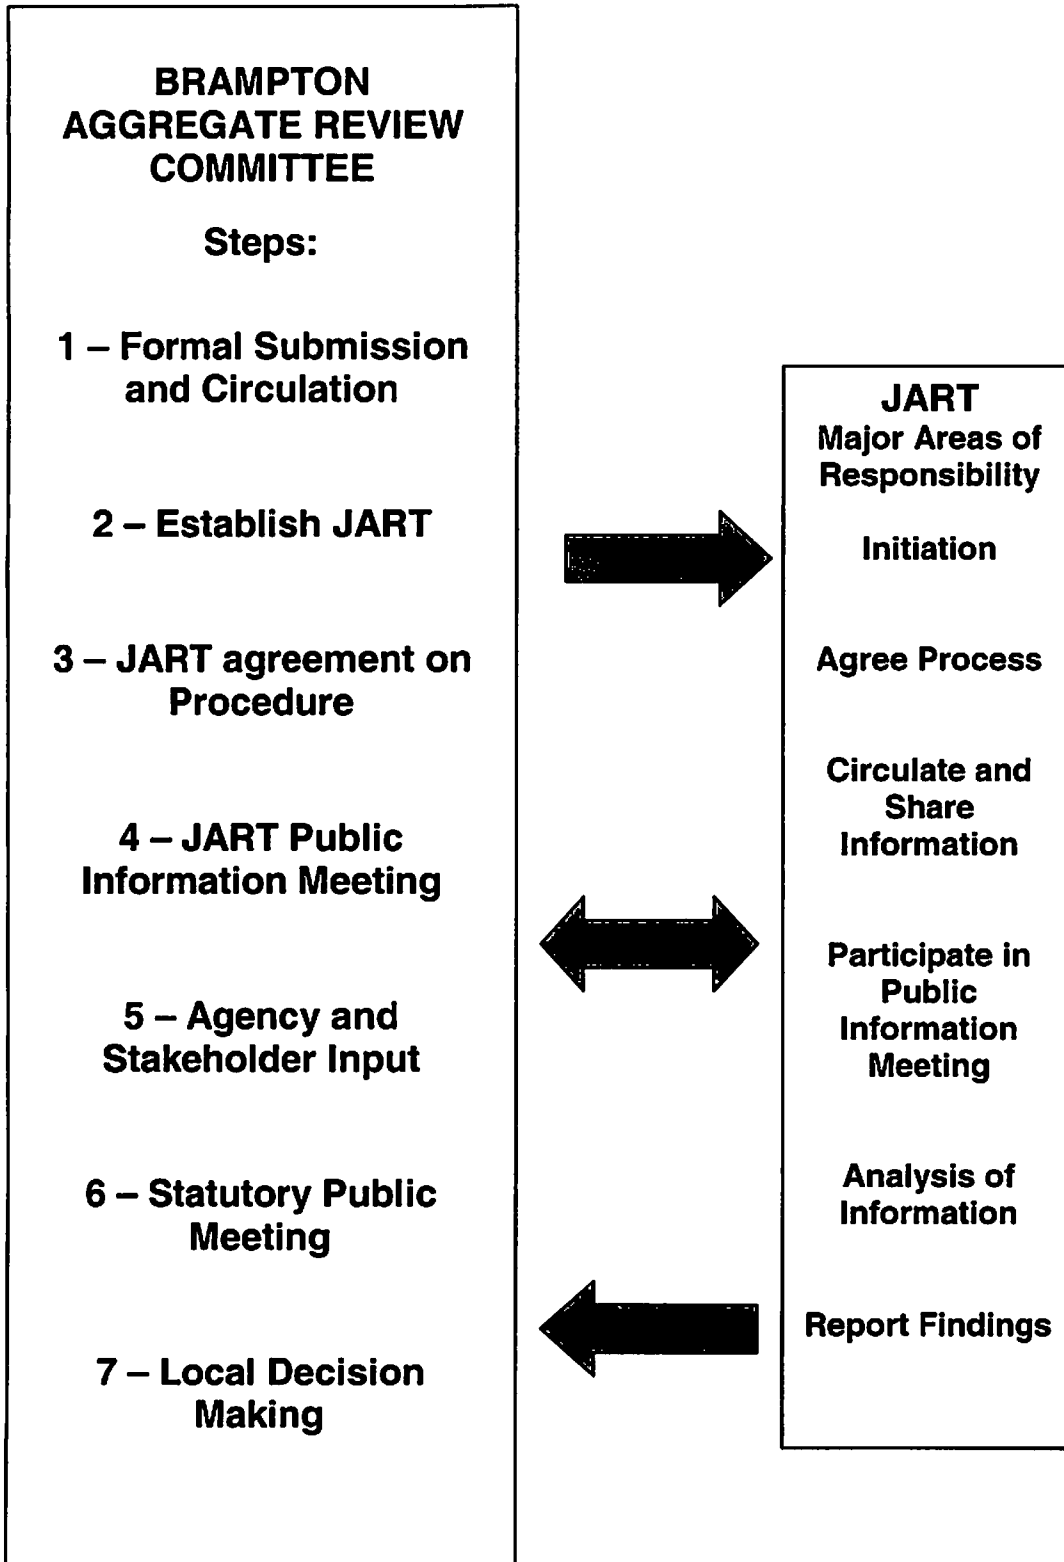 BRAMPTON
AGGREGATE REVIEW
COMMITTEE
Steps:
1 – Formal Submission
and Circulation
2 – Establish JART
3 – JART agreement on
Procedure
4 – JART Public
Information Meeting
5 – Agency and
Stakeholder Input
6 – Statutory Public
Meeting
7 – Local Decision
Making
JART
Major Areas of
Responsibility
Initiation
Agree Process
Circulate and
Share
Information
Participate in
Public
Information
Meeting
Analysis of
Information
Report Findings